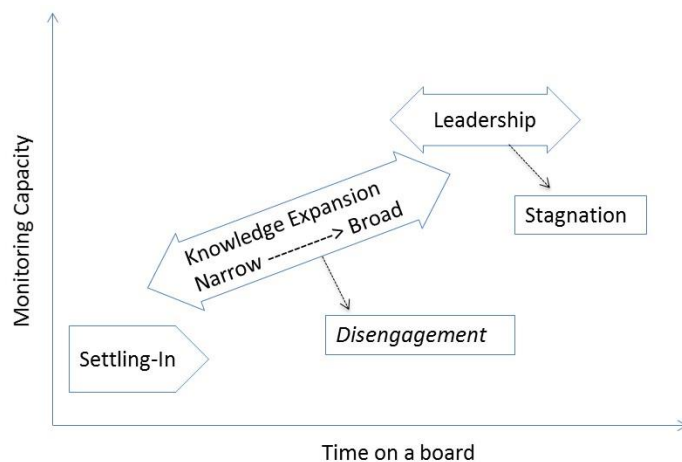 Leadership
Monitoring Capacity
Knowledge Expansion
Narrow Broad
Stagnation
Disengagement
Settling-In
Time on a board